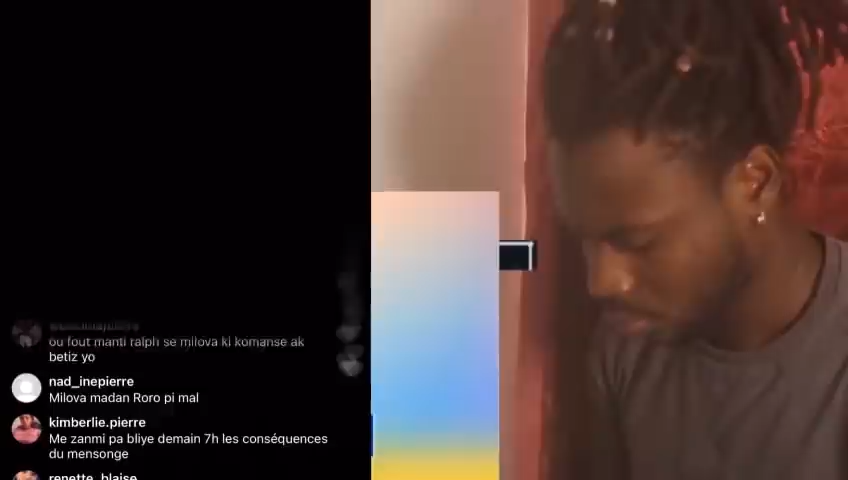 ou fout manti ralph se milova ki komanse ak
betiz yo
nad_inepierre
Milova madan Roro pi mal
kimberlie.pierre
Me zanmi pa bliye demain 7h les conséquences
du mensonge
renette_blaise